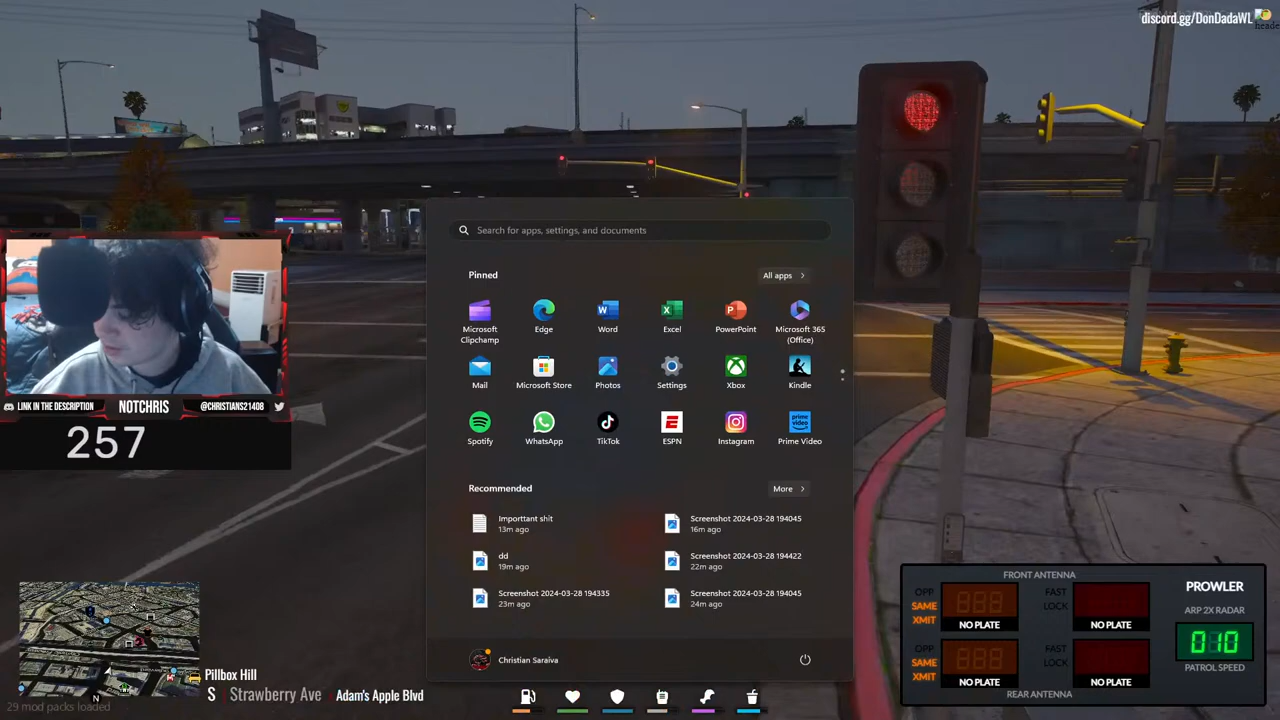 discord.gg/DonDadaWL
Search for apps, settings, and documents
Pinned
All apps
Microsoft Clipchamp
Edge
Word
Excel
PowerPoint
Microsoft 365 (Office)
Mail
Microsoft Store
Photos
Settings
Xbox
Kindle
Spotify
WhatsApp
TikTok
ESPN
Instagram
prime video
Prime Video
Recommended
More
Importtant shit
13m ago
Screenshot 2024-03-28 194045
16m ago
dd
19m ago
Screenshot 2024-03-28 194422
22m ago
Screenshot 2024-03-28 194335
23m ago
Screenshot 2024-03-28 194045
24m ago
Christian Saraiva
LINK IN THE DESCRIPTION
NOTCHRIS
@CHRISTIANS21408
257
Pillbox Hill
S Strawberry Ave Adam's Apple Blvd
N
29 mod packs loaded
FRONT ANTENNA
OPP
SAME
XMIT
888
NO PLATE
FAST
LOCK
NO PLATE
PROWLER
ARP 2X RADAR
010
PATROL SPEED
OPP
SAME
XMIT
888
NO PLATE
FAST
LOCK
NO PLATE
REAR ANTENNA